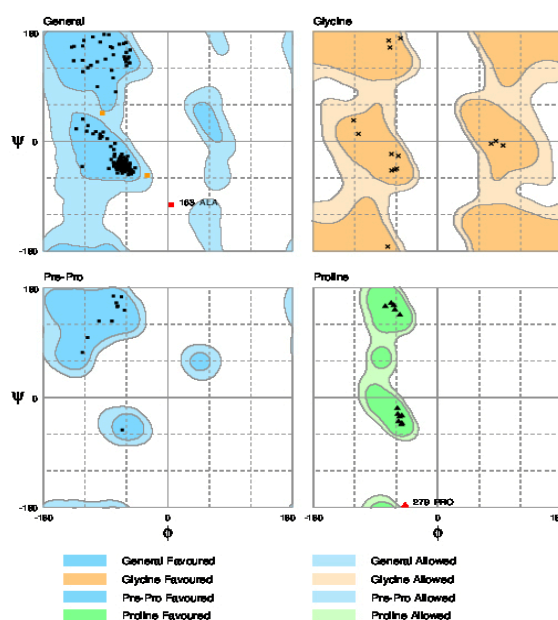 General
Glycine
180
Ψ
0
163 ALA
-180
Pre-Pro
Proline
180
Ψ
0
279 PRO
-180
-180 0 180
-180 0 180
Φ
Φ
General Favoured
General Allowed
Glycine Favoured
Glycine Allowed
Pre-Pro Favoured
Pre-Pro Allowed
Proline Favoured
Proline Allowed